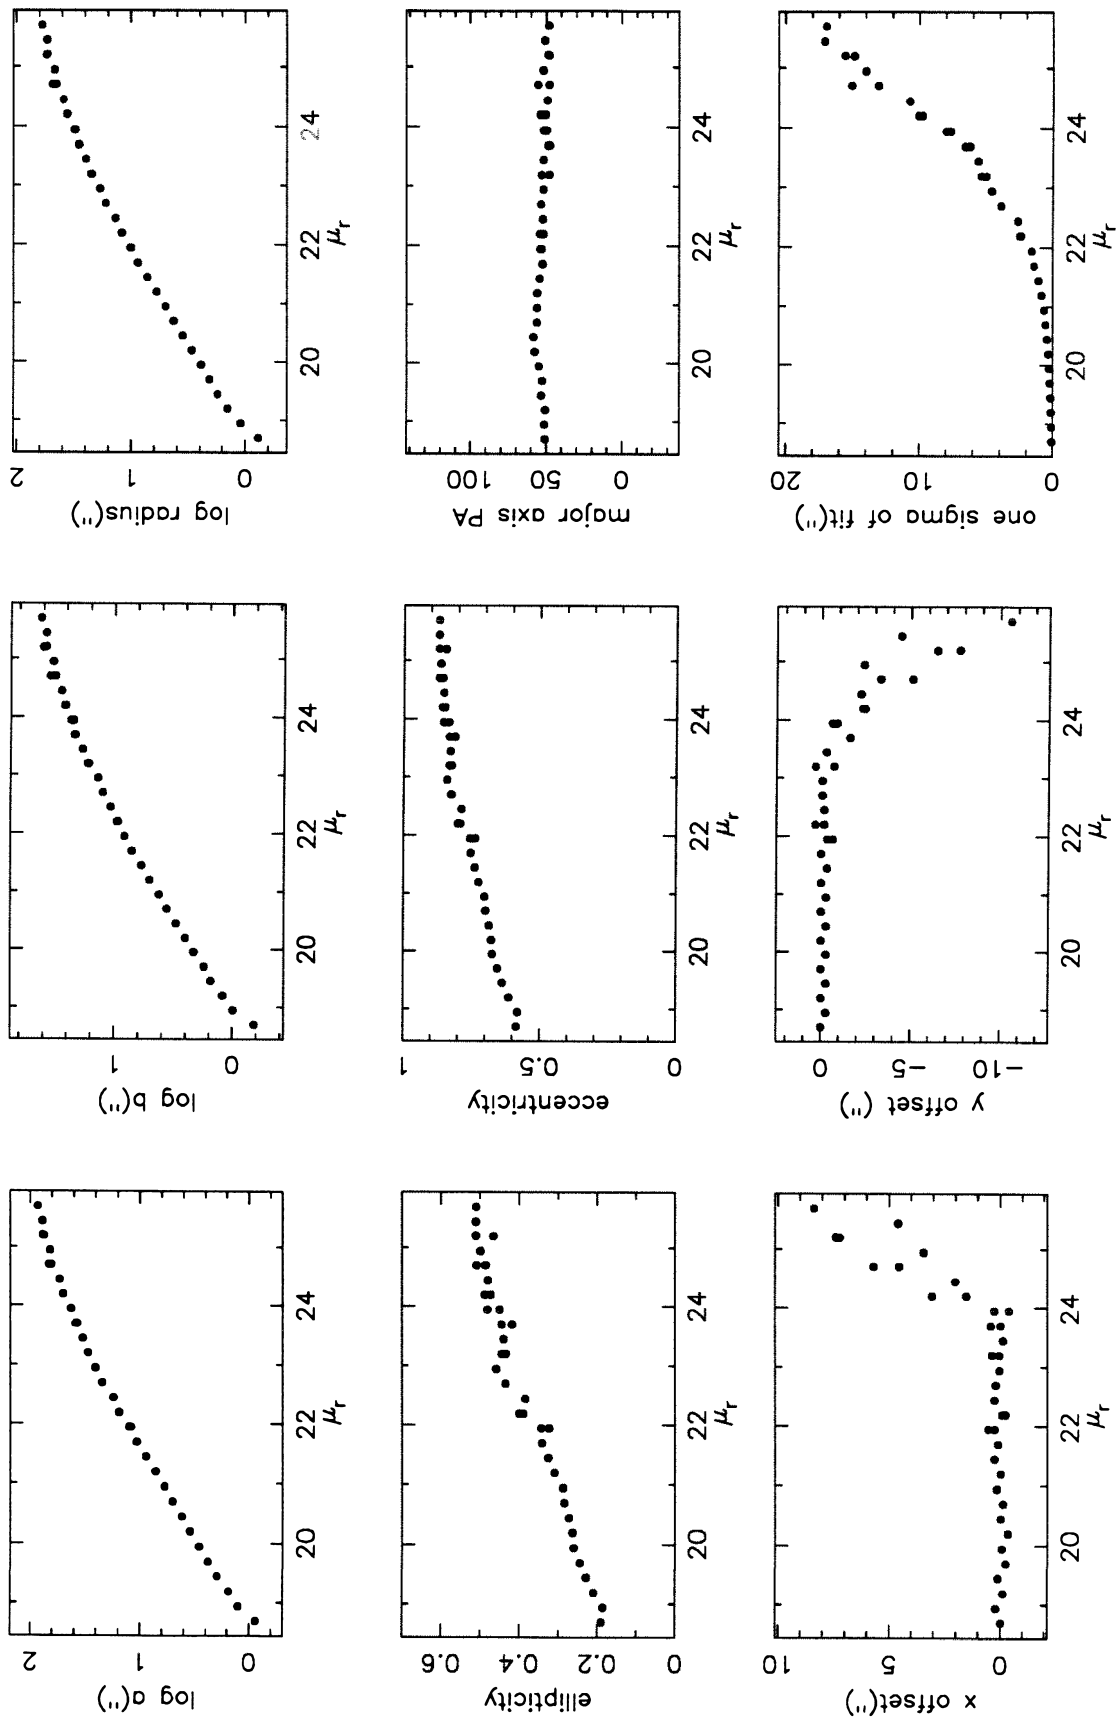 log a(")
2
1
0
20 22 24
μr
log b(")
1
0
20 22 24
μr
log radius(")
2
1
0
20 22 24
μr
ellipticity
0.6
0.4
0.2
0
20 22 24
μr
eccentricity
1
0.5
0
20 22 24
μr
major axis PA
100
50
0
20 22 24
μr
x offset(")
10
5
0
20 22 24
μr
y offset (")
0
−5
−10
20 22 24
μr
one sigma of fit(")
20
10
0
20 22 24
μr